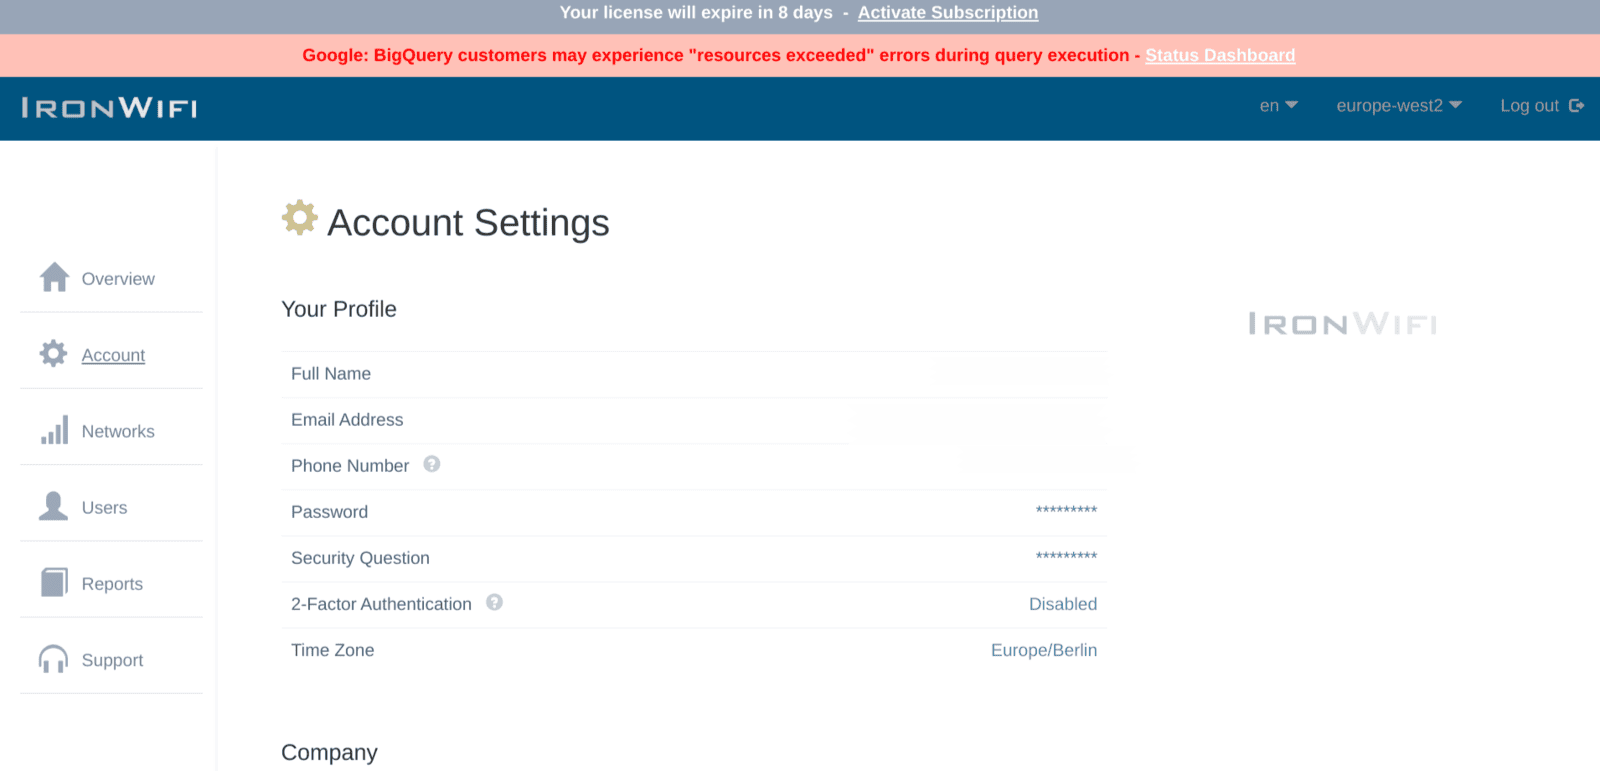 Your license will expire in 8 days - Activate Subscription
Google: BigQuery customers may experience "resources exceeded" errors during query execution - Status Dashboard
IRONWIFI
en
europe-west2
Log out
Account Settings
Overview
Account
Networks
Users
Reports
Support
Your Profile
IRONWIFI
Full Name
Email Address
Phone Number ?
Password *********
Security Question *********
2-Factor Authentication ? Disabled
Time Zone Europe/Berlin
Company